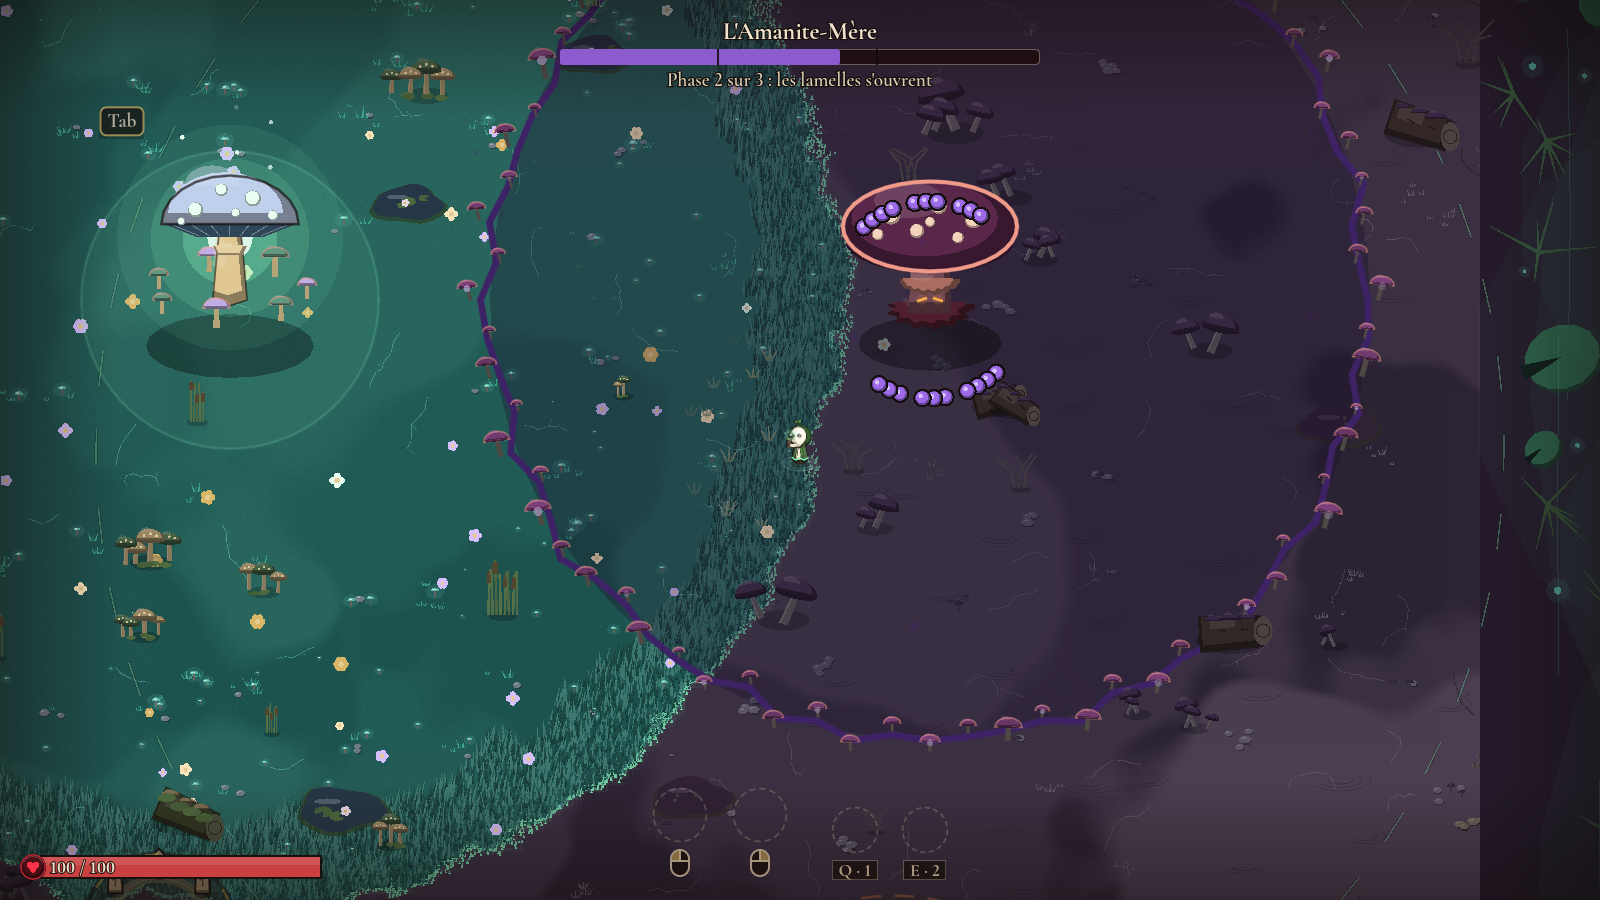 L'Amanite-Mère
Phase 2 sur 3 : les lamelles s'ouvrent
Tab
100 / 100
Q · 1
E · 2